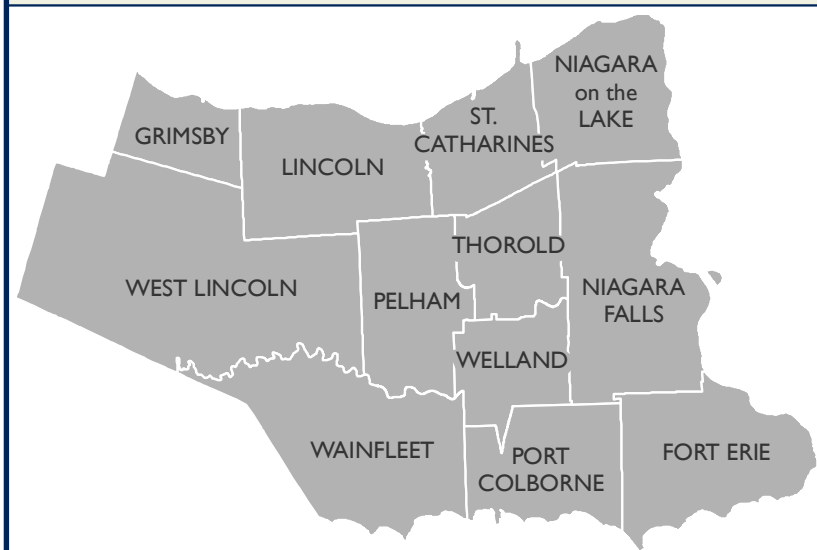 NIAGARA
on the
LAKE
ST.
CATHARINES
GRIMSBY
LINCOLN
THOROLD
WEST LINCOLN
PELHAM
NIAGARA
FALLS
WELLAND
WAINFLEET
PORT
COLBORNE
FORT ERIE